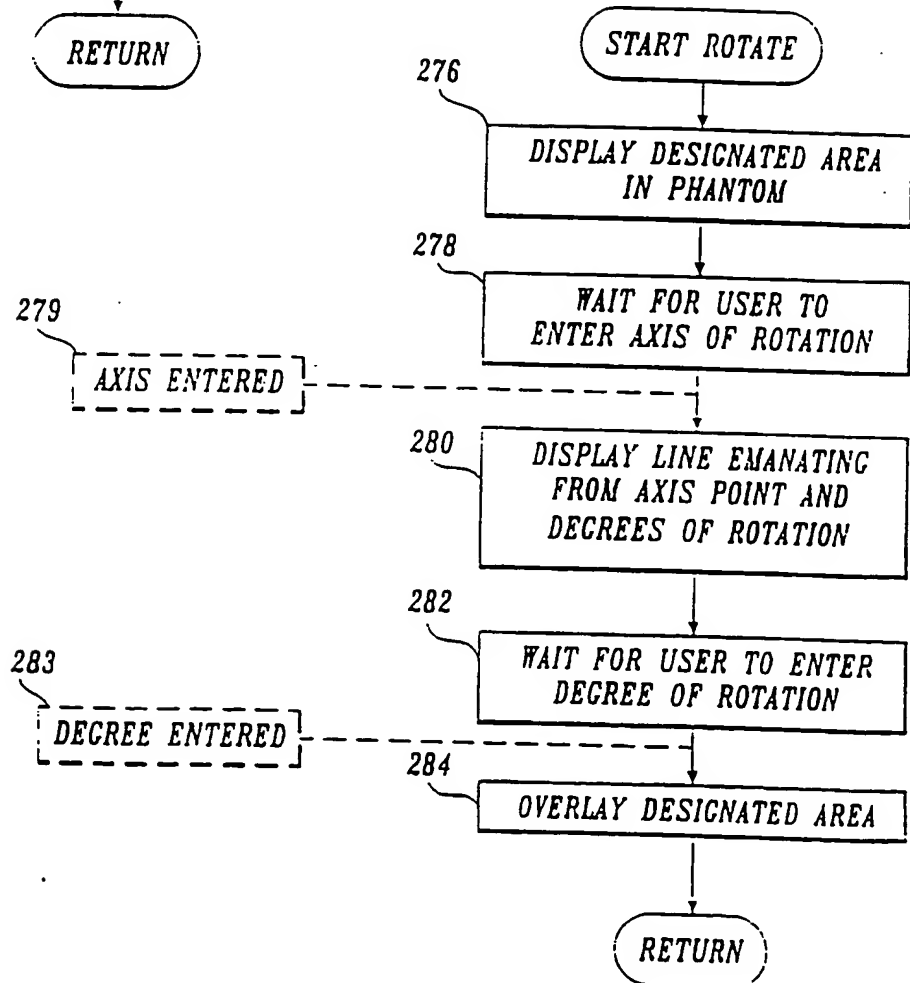 RETURN
START ROTATE
276
DISPLAY DESIGNATED AREA
IN PHANTOM
278
WAIT FOR USER TO
ENTER AXIS OF ROTATION
279
AXIS ENTERED
280
DISPLAY LINE EMANATING
FROM AXIS POINT AND
DEGREES OF ROTATION
282
WAIT FOR USER TO ENTER
DEGREE OF ROTATION
283
DEGREE ENTERED
284
OVERLAY DESIGNATED AREA
RETURN